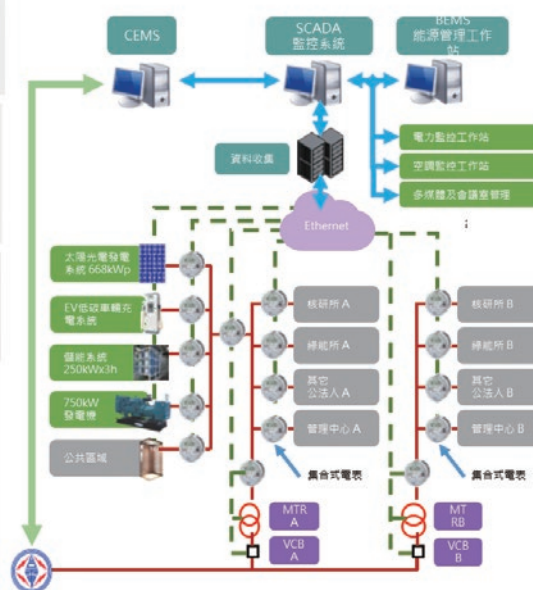 CEMS
SCADA
監控系統
BEMS
能源管理工作
站
資料收集
電力監控工作站
空調監控工作站
多媒體及會議室管理
Ethernet
太陽光電發電
系統 668kWp
EV低碳車輛充
電系統
儲能系統
250kWx3h
750kW
發電機
公共區域
核研所 A
綠能所 A
其它
公法人 A
管理中心 A
集合式電表
核研所 B
綠能所 B
其它
公法人 B
管理中心 B
集合式電表
MTR
A
VCB
A
MT
RB
VCB
B